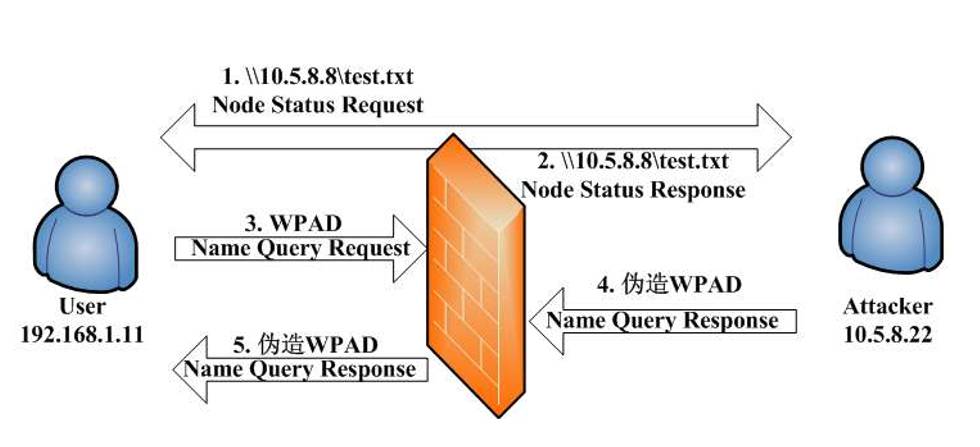 1. \\10.5.8.8\test.txt
Node Status Request
2. \\10.5.8.8\test.txt
Node Status Response
3. WPAD
Name Query Request
4. 伪造WPAD
Name Query Response
5. 伪造WPAD
Name Query Response
User
192.168.1.11
Attacker
10.5.8.22